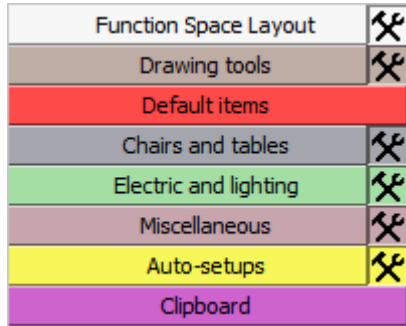 Function Space Layout
Drawing tools
Default items
Chairs and tables
Electric and lighting
Miscellaneous
Auto-setups
Clipboard